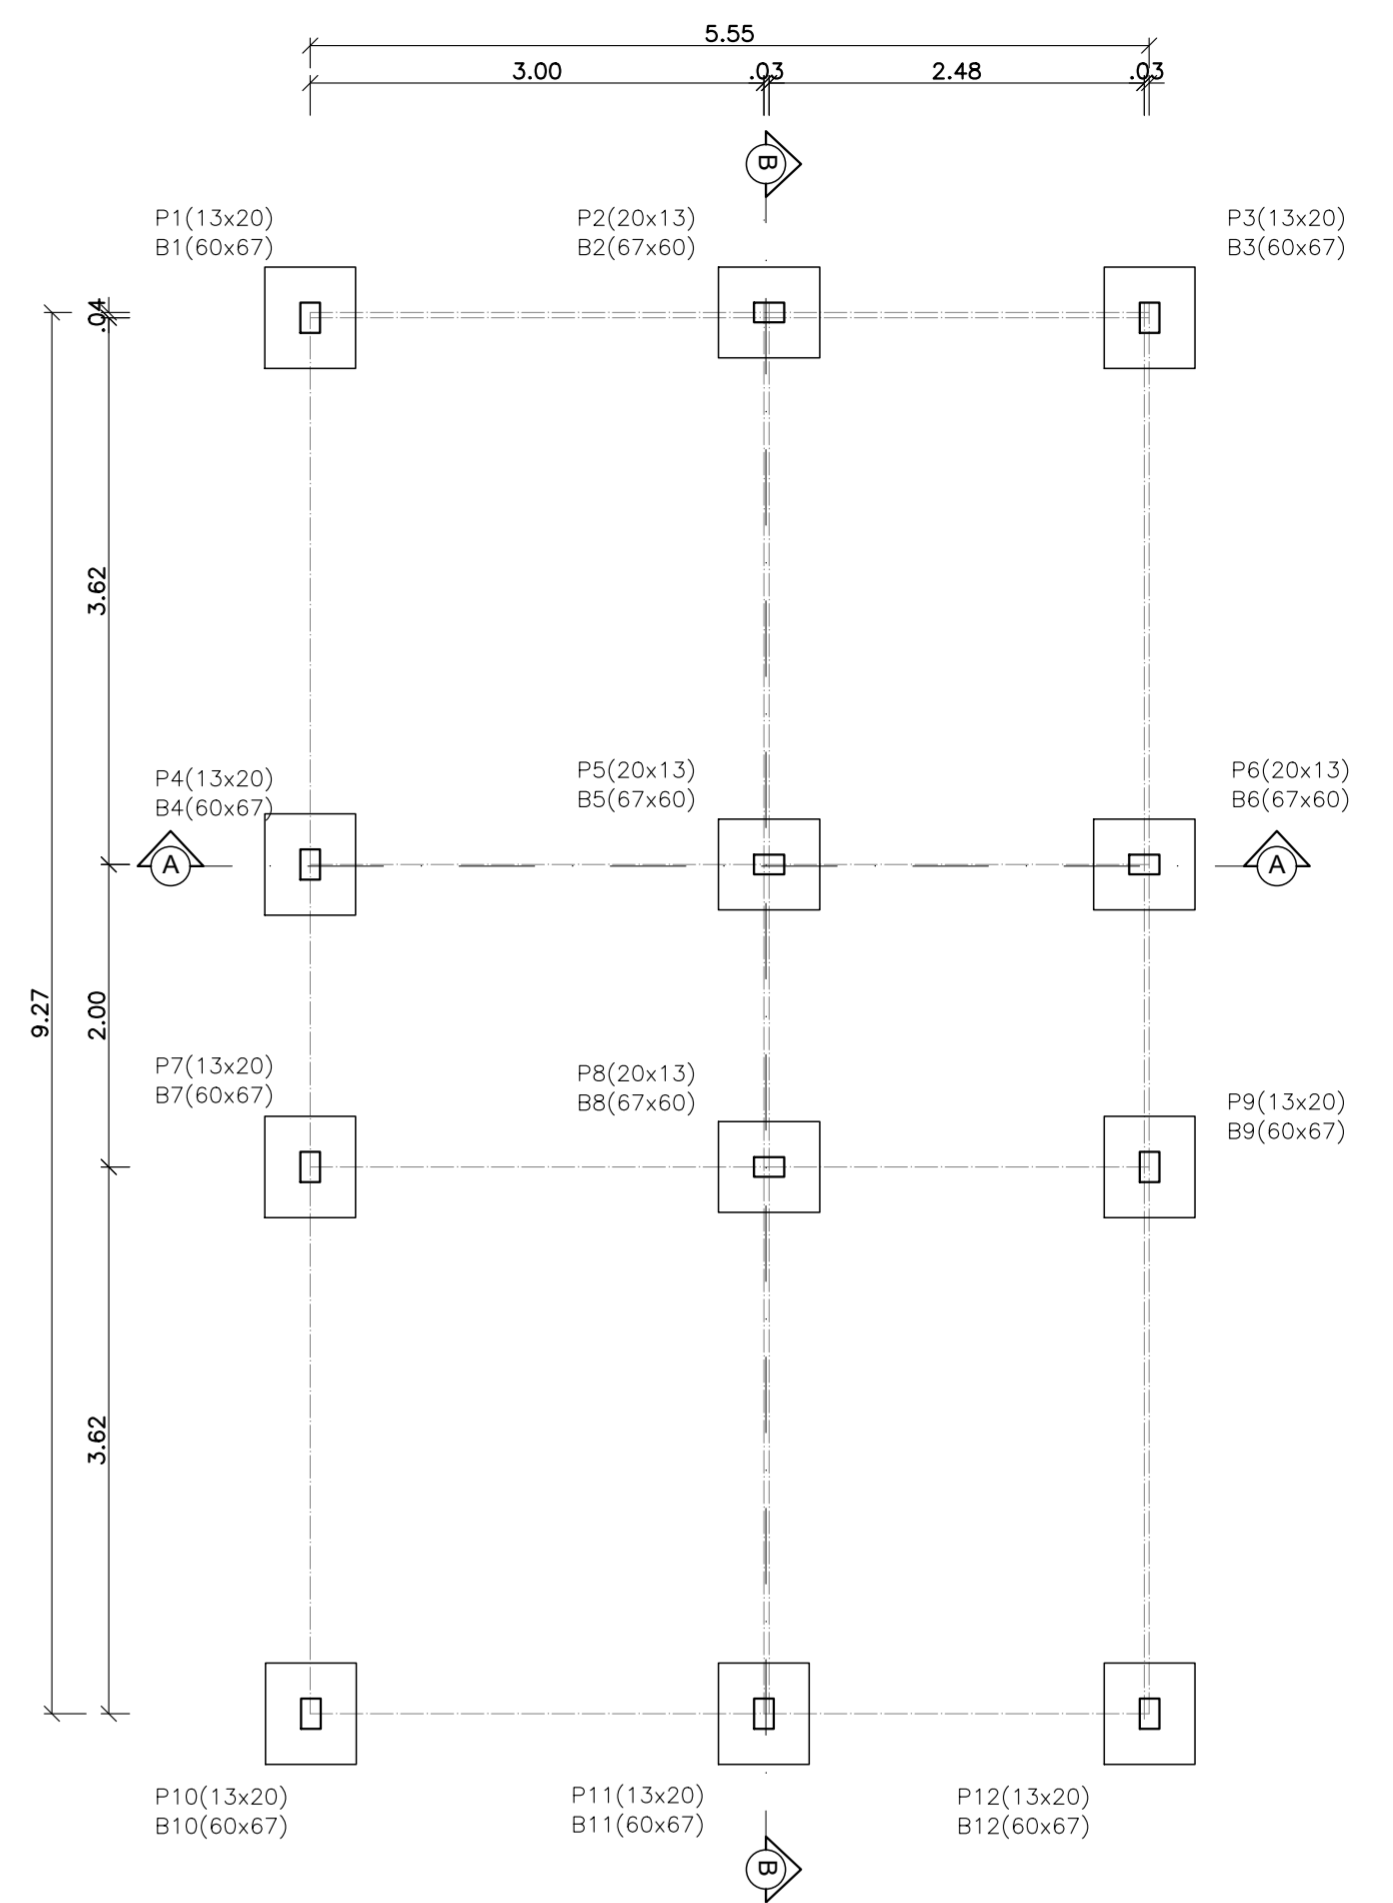 5.55
3.00 .03 2.48 .03
B
P1(13x20)
B1(60x67)
P2(20x13)
B2(67x60)
P3(13x20)
B3(60x67)
.04
3.62
P4(13x20)
B4(60x67)
P5(20x13)
B5(67x60)
P6(20x13)
B6(67x60)
A
A
9.27
2.00
P7(13x20)
B7(60x67)
P8(20x13)
B8(67x60)
P9(13x20)
B9(60x67)
3.62
P10(13x20)
B10(60x67)
P11(13x20)
B11(60x67)
P12(13x20)
B12(60x67)
B